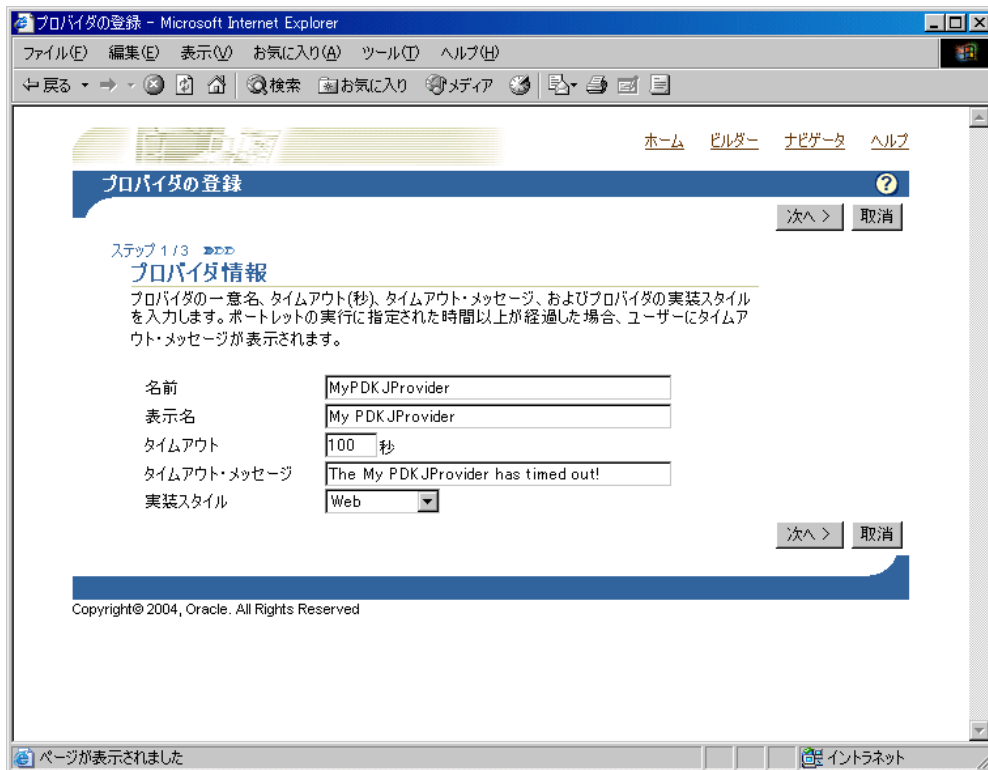 プロバイダの登録 - Microsoft Internet Explorer
ファイル(F) 編集(E) 表示(V) お気に入り(A) ツール(T) ヘルプ(H)
戻る 検索 お気に入り メディア
ホーム ビルダー ナビゲータ ヘルプ
プロバイダの登録 ?
次へ > 取消
ステップ 1 / 3
プロバイダ情報
プロバイダの一意名、タイムアウト(秒)、タイムアウト・メッセージ、およびプロバイダの実装スタイル
を入力します。ポートレットの実行に指定された時間以上が経過した場合、ユーザーにタイムア
ウト・メッセージが表示されます。
名前 MyPDKJProvider
表示名 My PDKJProvider
タイムアウト 100 秒
タイムアウト・メッセージ The My PDKJProvider has timed out!
実装スタイル Web
次へ > 取消
Copyright© 2004, Oracle. All Rights Reserved
ページが表示されました イントラネット